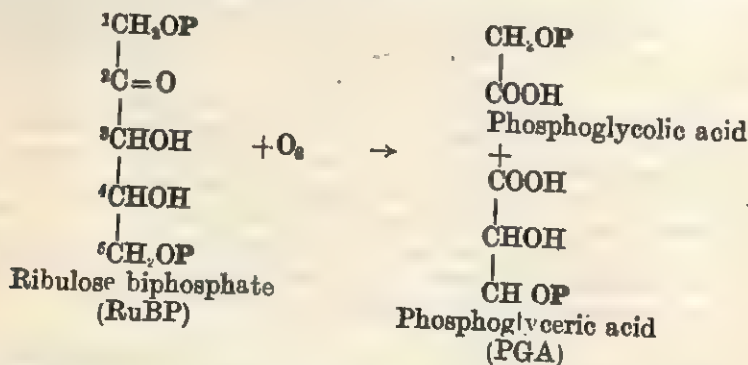 ¹CH₂OP
²C=O
³CHOH
⁴CHOH
⁵CH₂OP
Ribulose biphosphate
(RuBP)
+O₂ →
CH₂OP
COOH
Phosphoglycolic acid
+
COOH
CHOH
CH OP
Phosphoglyceric acid
(PGA)